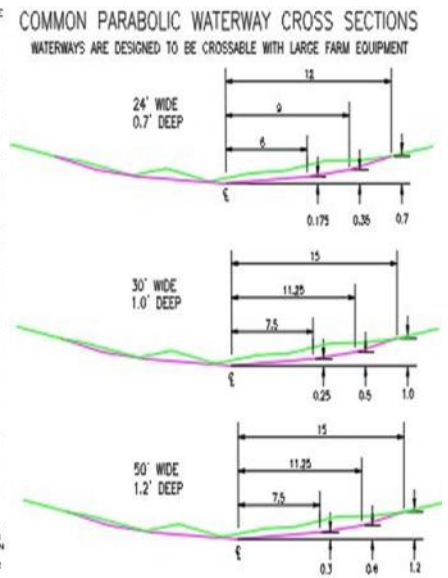 COMMON PARABOLIC WATERWAY CROSS SECTIONS
WATERWAYS ARE DESIGNED TO BE CROSSABLE WITH LARGE FARM EQUIPMENT
24' WIDE
0.7' DEEP
12
9
6
℄
0.175
0.35
0.7
30' WIDE
1.0' DEEP
15
11.25
7.5
℄
0.25
0.5
1.0
50' WIDE
1.2' DEEP
15
11.25
7.5
℄
0.3
0.6
1.2